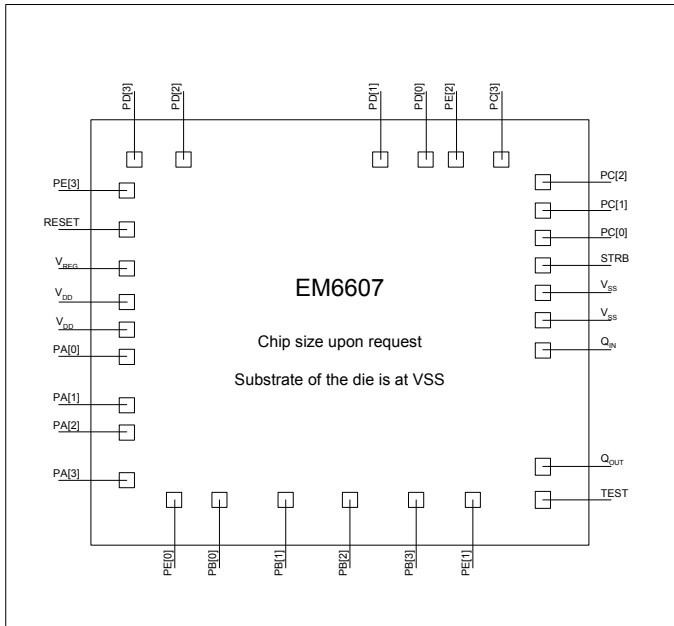 PD[3]
PD[2]
PD[1]
PD[0]
PE[2]
PC[3]
PE[3]
RESET
VREG
VDD
VDD
PA[0]
PA[1]
PA[2]
PA[3]
EM6607
Chip size upon request
Substrate of the die is at VSS
PC[2]
PC[1]
PC[0]
STRB
VSS
VSS
QIN
QOUT
TEST
PE[0]
PB[0]
PB[1]
PB[2]
PB[3]
PE[1]